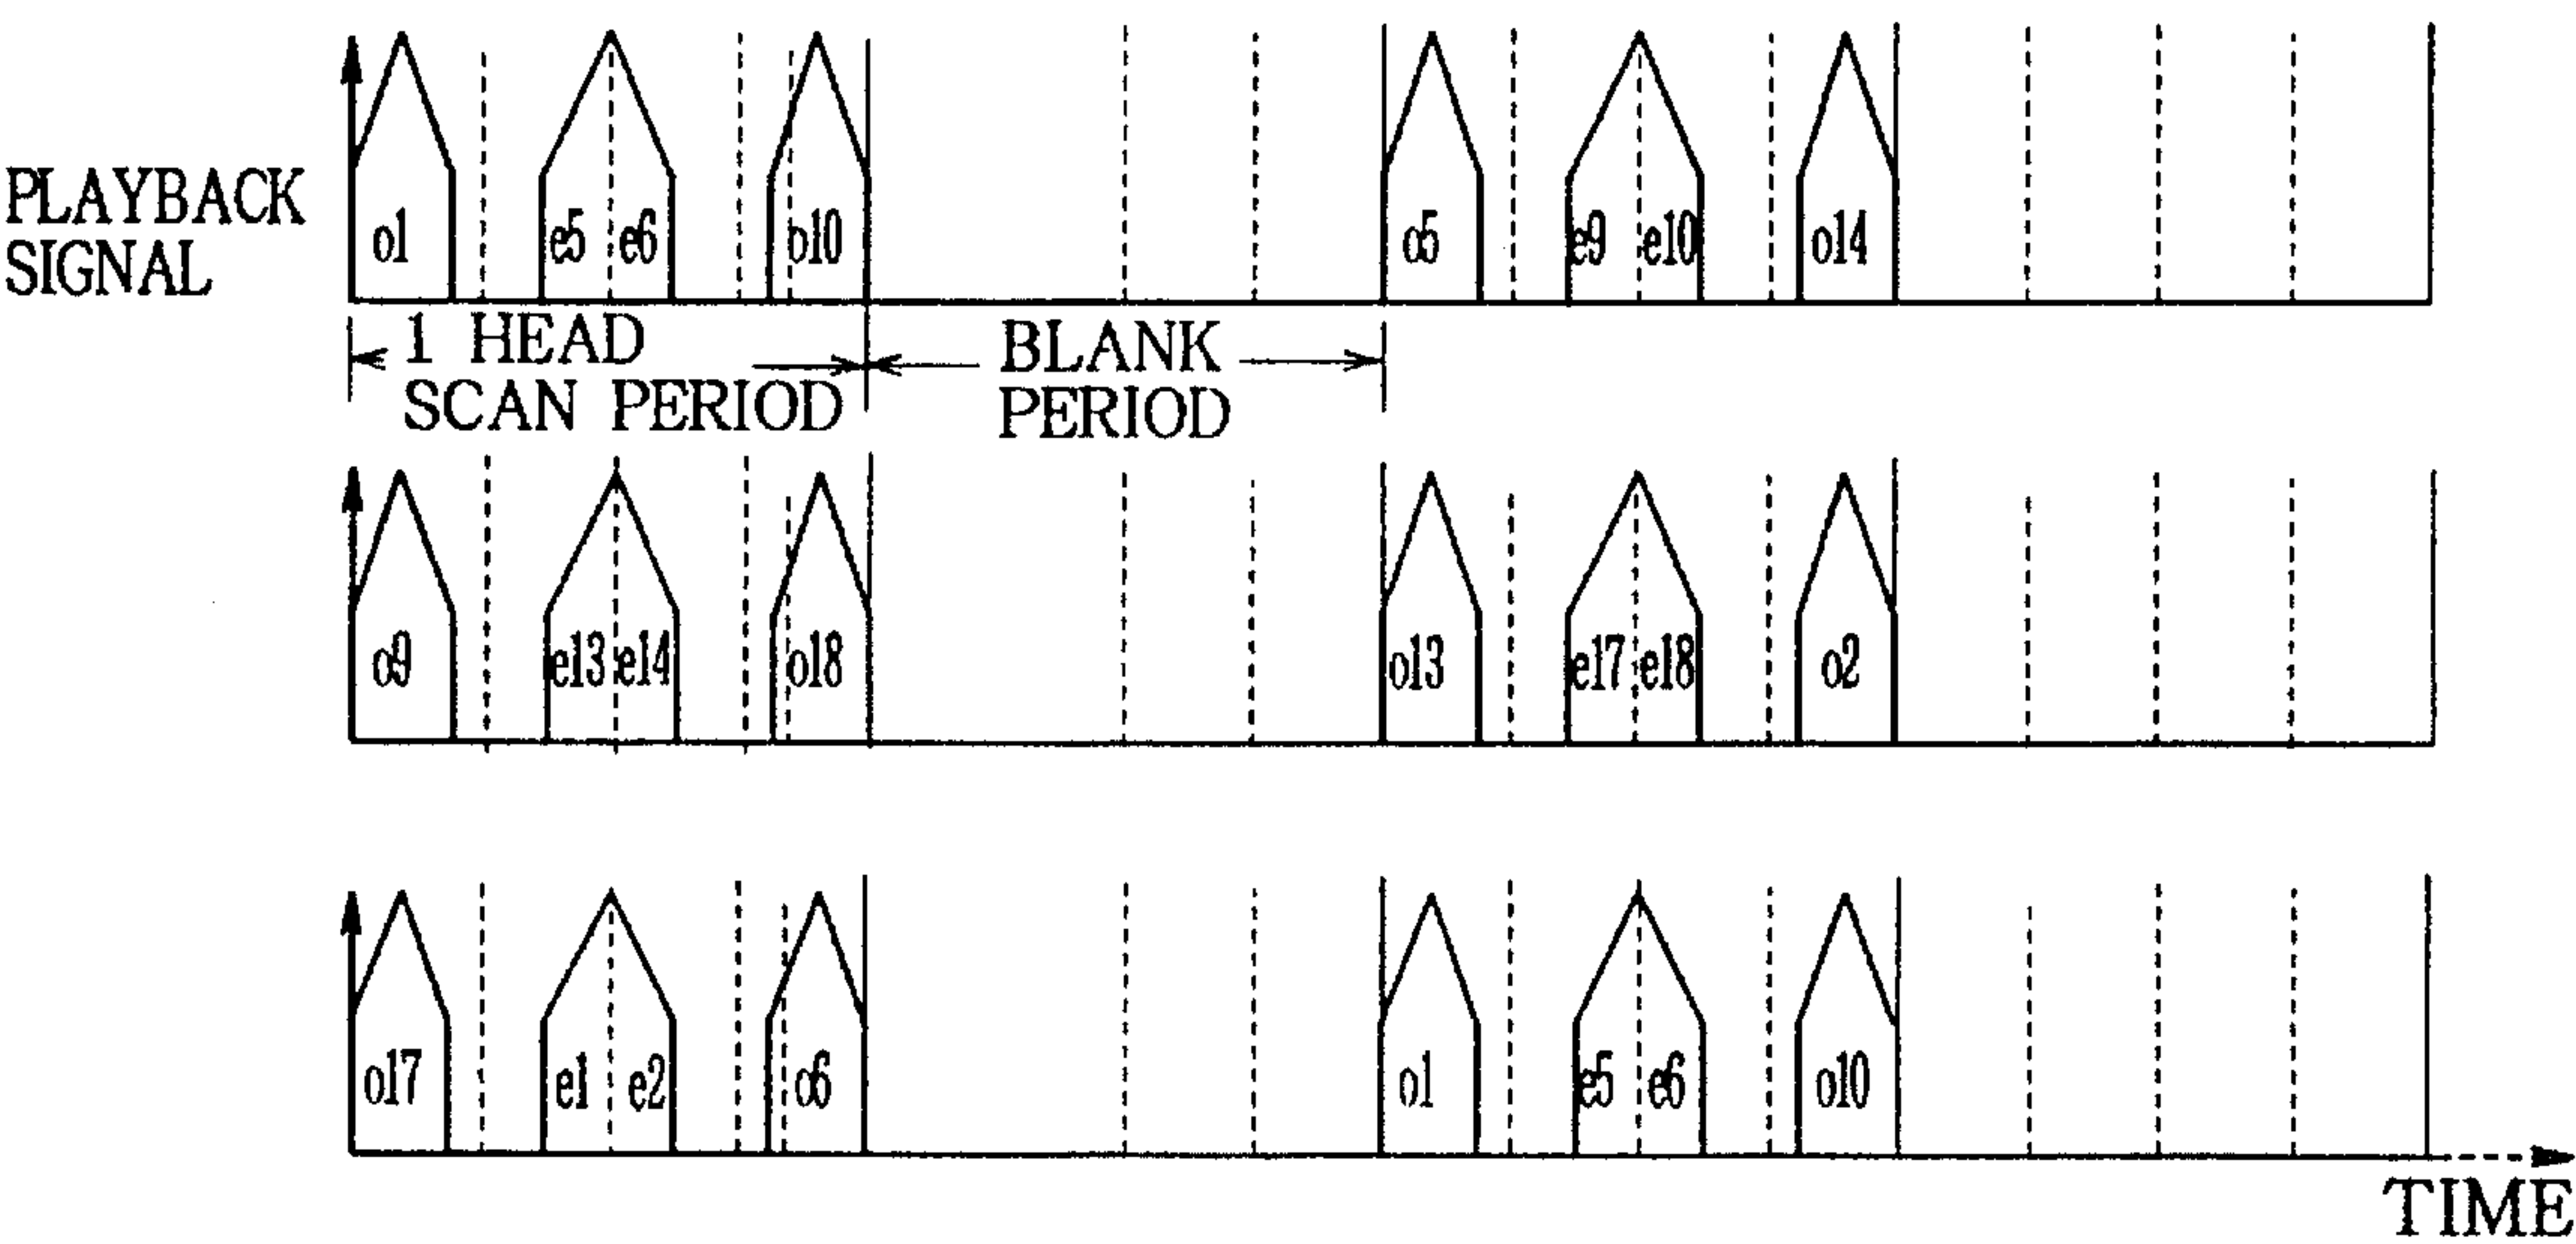 PLAYBACK
SIGNAL
o1 e5 e6 o10 o5 e9 e10 o14
1 HEAD
SCAN PERIOD
BLANK
PERIOD
o9 e13 e14 o18 o13 e17 e18 o2
o17 e1 e2 o6 o1 e5 e6 o10
TIME